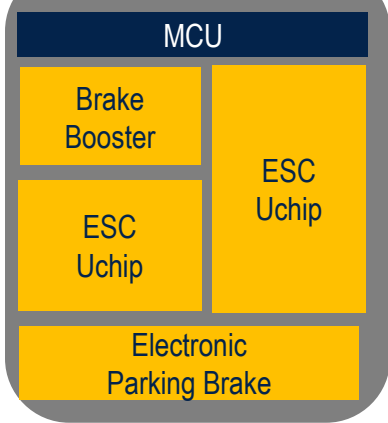 MCU
Brake
Booster
ESC
Uchip
ESC
Uchip
Electronic
Parking Brake